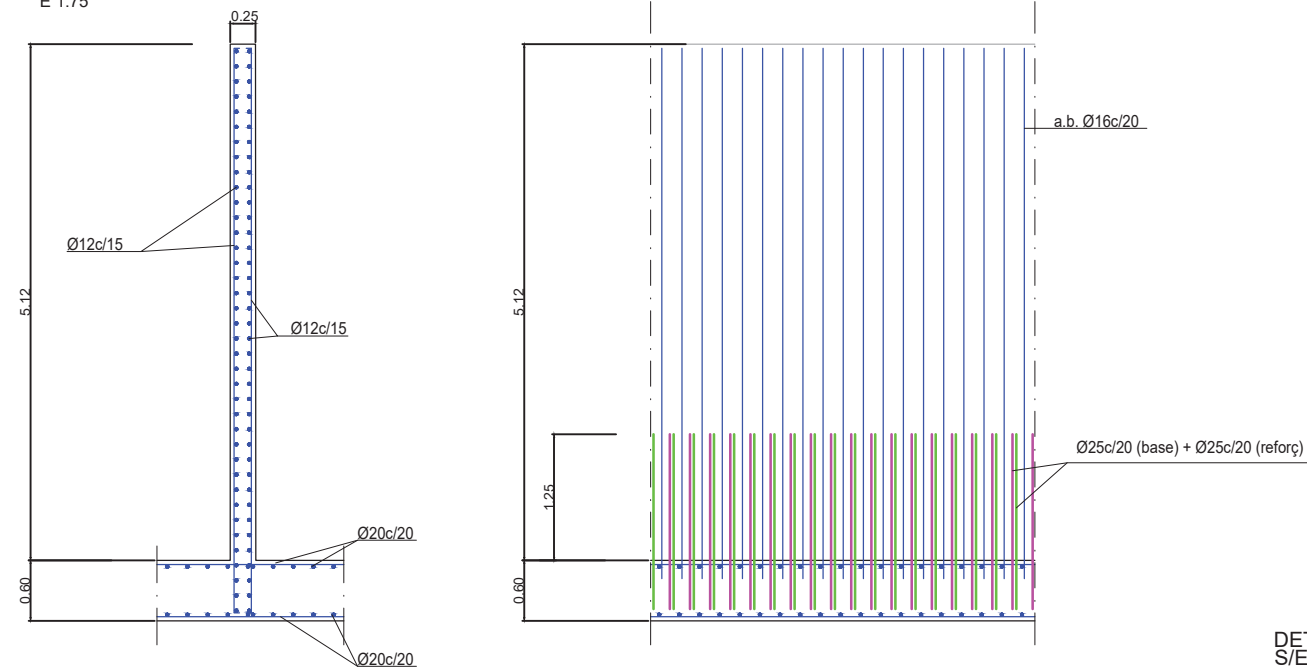 E 1.75
0.25
a.b. Ø16c/20
Ø12c/15
5.12
5.12
Ø12c/15
Ø25c/20 (base) + Ø25c/20 (reforç)
1.25
Ø20c/20
0.60
0.60
Ø20c/20
DET
S/E